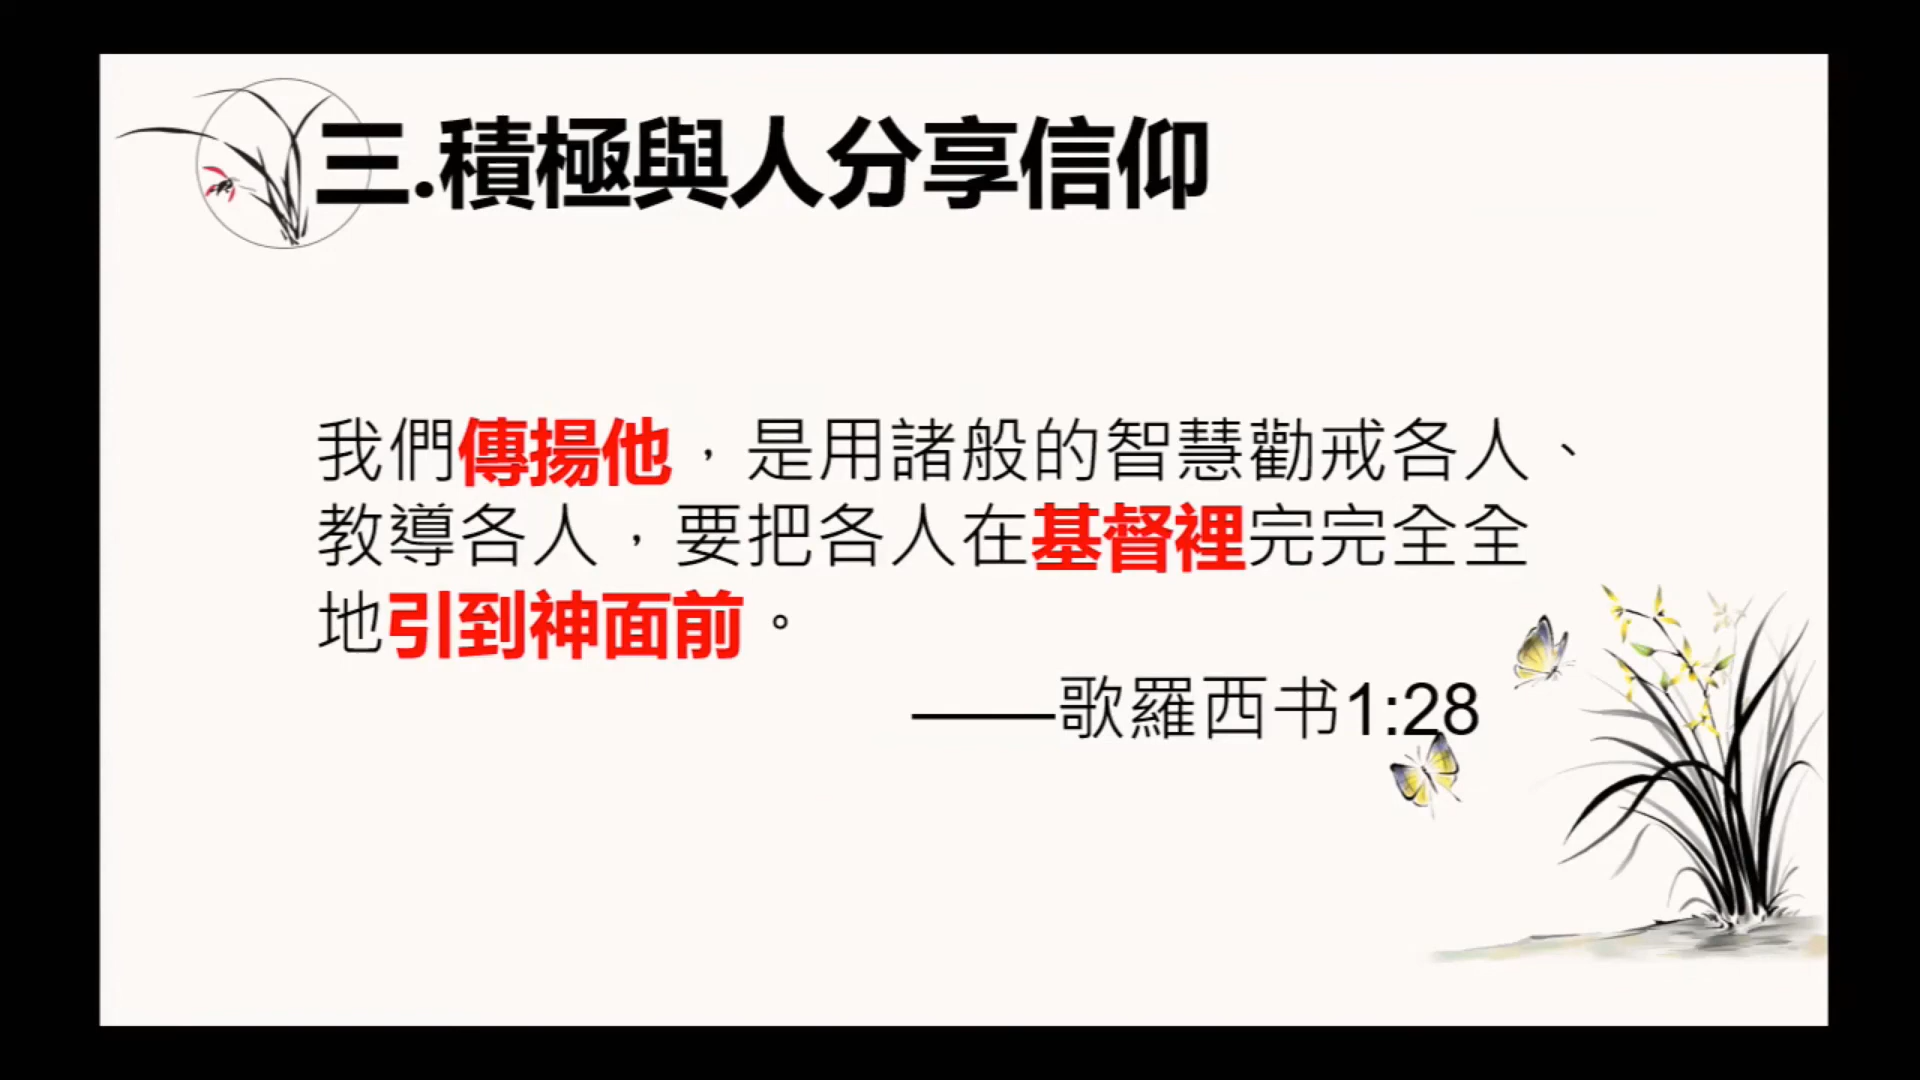 三.積極與人分享信仰
我們傳揚他，是用諸般的智慧勸戒各人、
教導各人，要把各人在基督裡完完全全
地引到神面前。
——歌羅西书1:28